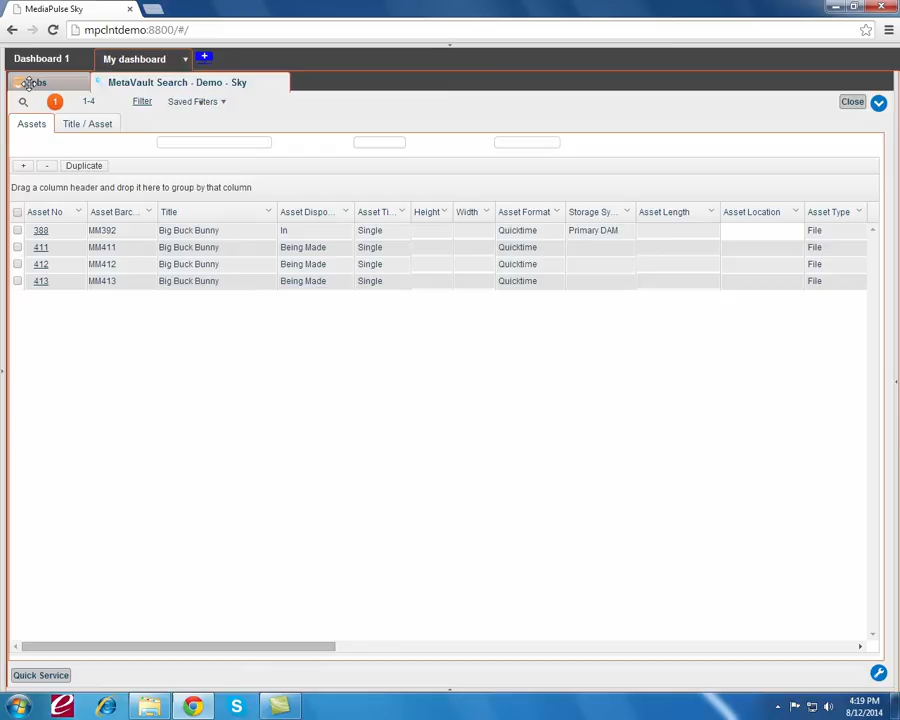 MediaPulse Sky
mpclntdemo:8800/#/
Dashboard 1 My dashboard +
MetaVault Search - Demo - Sky
1 1-4 Filter Saved Filters Close
Assets Title / Asset
+ - Duplicate
Drag a column header and drop it here to group by that column
Asset No Asset Barc... Title Asset Dispo... Asset Ti... Height Width Asset Format Storage Sy... Asset Length Asset Location Asset Type
388 MM392 Big Buck Bunny In Single Quicktime Primary DAM File
411 MM411 Big Buck Bunny Being Made Single Quicktime File
412 MM412 Big Buck Bunny Being Made Single Quicktime File
413 MM413 Big Buck Bunny Being Made Single Quicktime File
Quick Service
4:19 PM
8/12/2014